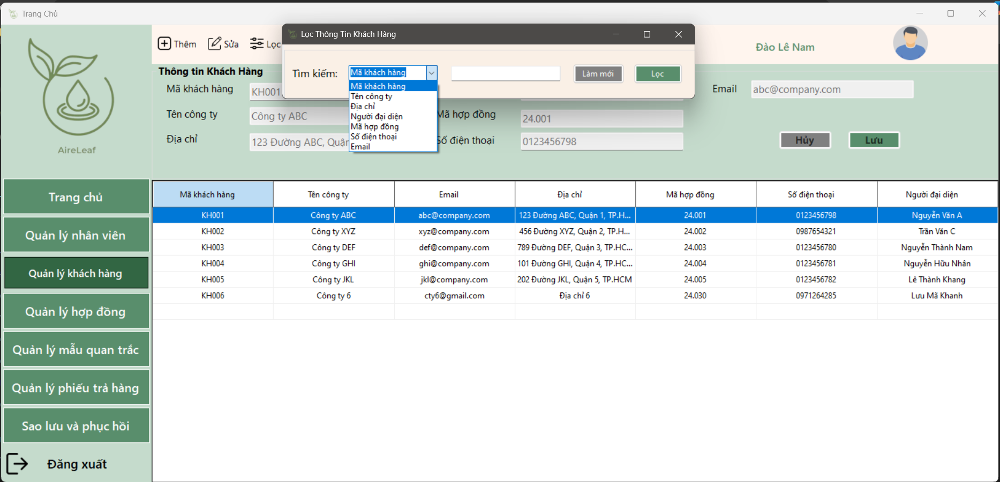 Trang Chủ
AireLeaf
Trang chủ
Quản lý nhân viên
Quản lý khách hàng
Quản lý hợp đồng
Quản lý mẫu quan trắc
Quản lý phiếu trả hàng
Sao lưu và phục hồi
Đăng xuất
Thêm Sửa Lọc
Đào Lê Nam
Lọc Thông Tin Khách Hàng
Tìm kiếm: Mã khách hàng Làm mới Lọc
Mã khách hàng
Tên công ty
Địa chỉ
Người đại diện
Mã hợp đồng
Số điện thoại
Email
Thông tin Khách Hàng
Mã khách hàng KH001 Email abc@company.com
Tên công ty Công ty ABC Mã hợp đồng 24.001
Địa chỉ 123 Đường ABC, Quận Số điện thoại 0123456798 Hủy Lưu
Mã khách hàng Tên công ty Email Địa chỉ Mã hợp đồng Số điện thoại Người đại diện
KH001 Công ty ABC abc@company.com 123 Đường ABC, Quận 1, TP.H... 24.001 0123456798 Nguyễn Văn A
KH002 Công ty XYZ xyz@company.com 456 Đường XYZ, Quận 2, TP.H... 24.002 0987654321 Trần Văn C
KH003 Công ty DEF def@company.com 789 Đường DEF, Quận 3, TP.HC... 24.003 0123456780 Nguyễn Thành Nam
KH004 Công ty GHI ghi@company.com 101 Đường GHI, Quận 4, TP.HC... 24.004 0123456781 Nguyễn Hữu Nhân
KH005 Công ty JKL jkl@company.com 202 Đường JKL, Quận 5, TP.HCM 24.005 0123456782 Lê Thành Khang
KH006 Công ty 6 cty6@gmail.com Địa chỉ 6 24.030 0971264285 Lưu Mã Khanh